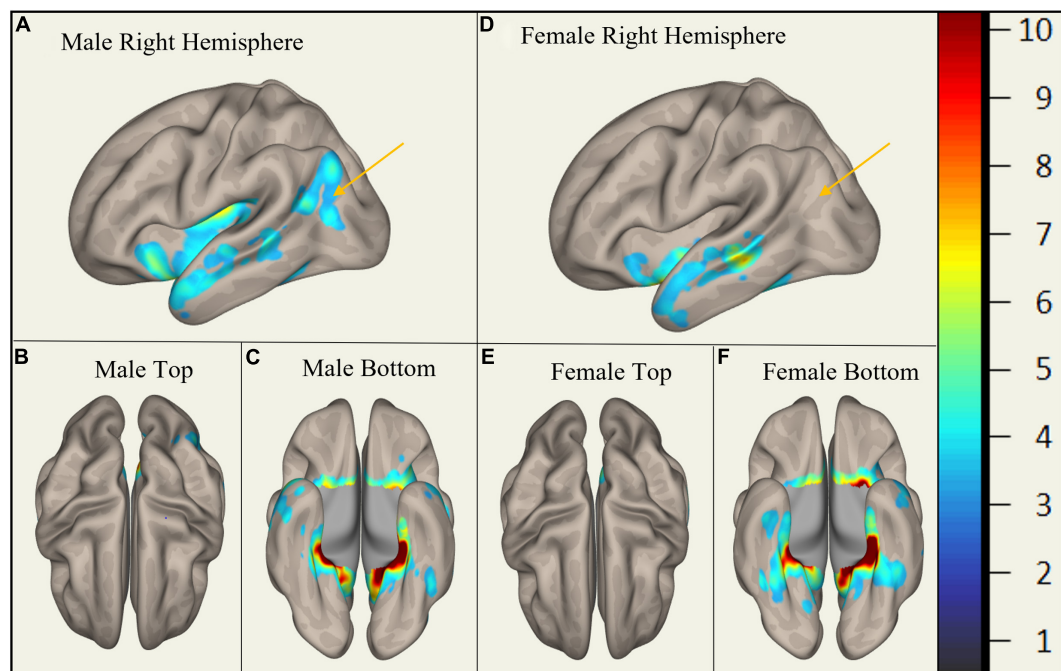 A
Male Right Hemisphere
D
Female Right Hemisphere
B
Male Top
C
Male Bottom
E
Female Top
F
Female Bottom
10
9
8
7
6
5
4
3
2
1